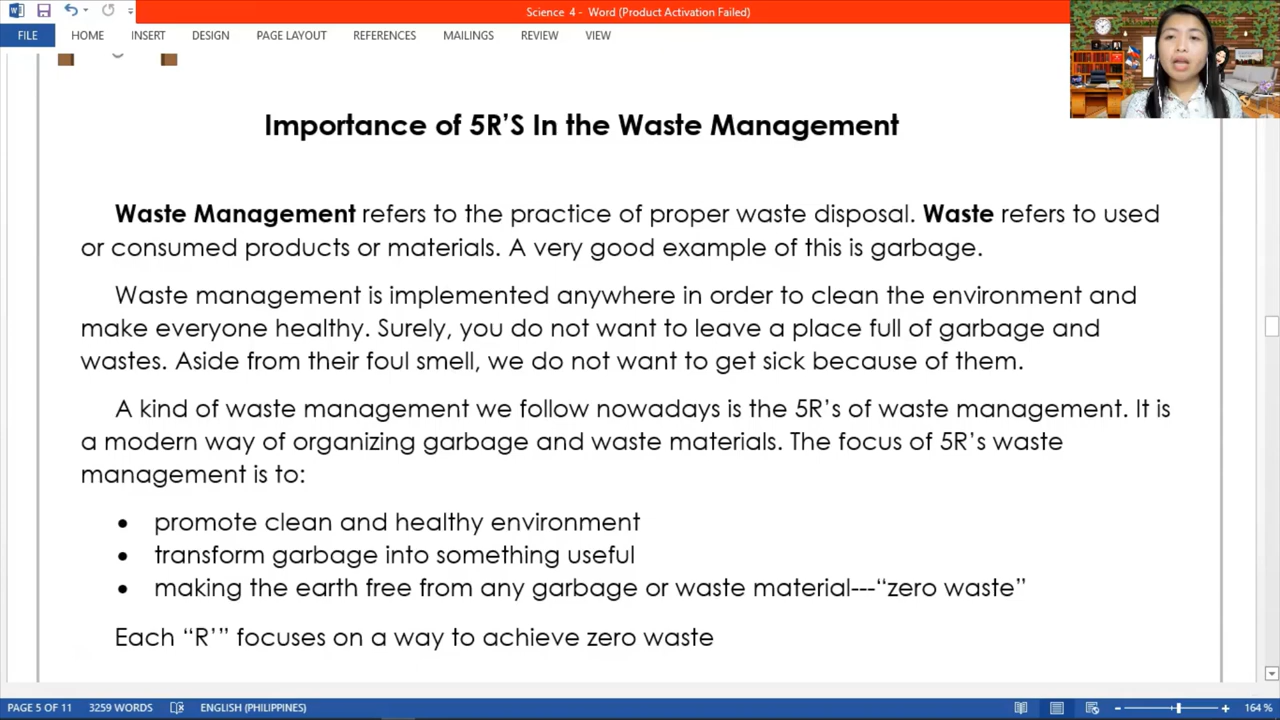 Science 4 - Word (Product Activation Failed)
FILE HOME INSERT DESIGN PAGE LAYOUT REFERENCES MAILINGS REVIEW VIEW
Importance of 5R’S In the Waste Management
Waste Management refers to the practice of proper waste disposal. Waste refers to used
or consumed products or materials. A very good example of this is garbage.
Waste management is implemented anywhere in order to clean the environment and
make everyone healthy. Surely, you do not want to leave a place full of garbage and
wastes. Aside from their foul smell, we do not want to get sick because of them.
A kind of waste management we follow nowadays is the 5R’s of waste management. It is
a modern way of organizing garbage and waste materials. The focus of 5R’s waste
management is to:
• promote clean and healthy environment
• transform garbage into something useful
• making the earth free from any garbage or waste material---“zero waste”
Each “R’” focuses on a way to achieve zero waste
PAGE 5 OF 11 3259 WORDS ENGLISH (PHILIPPINES) 164 %